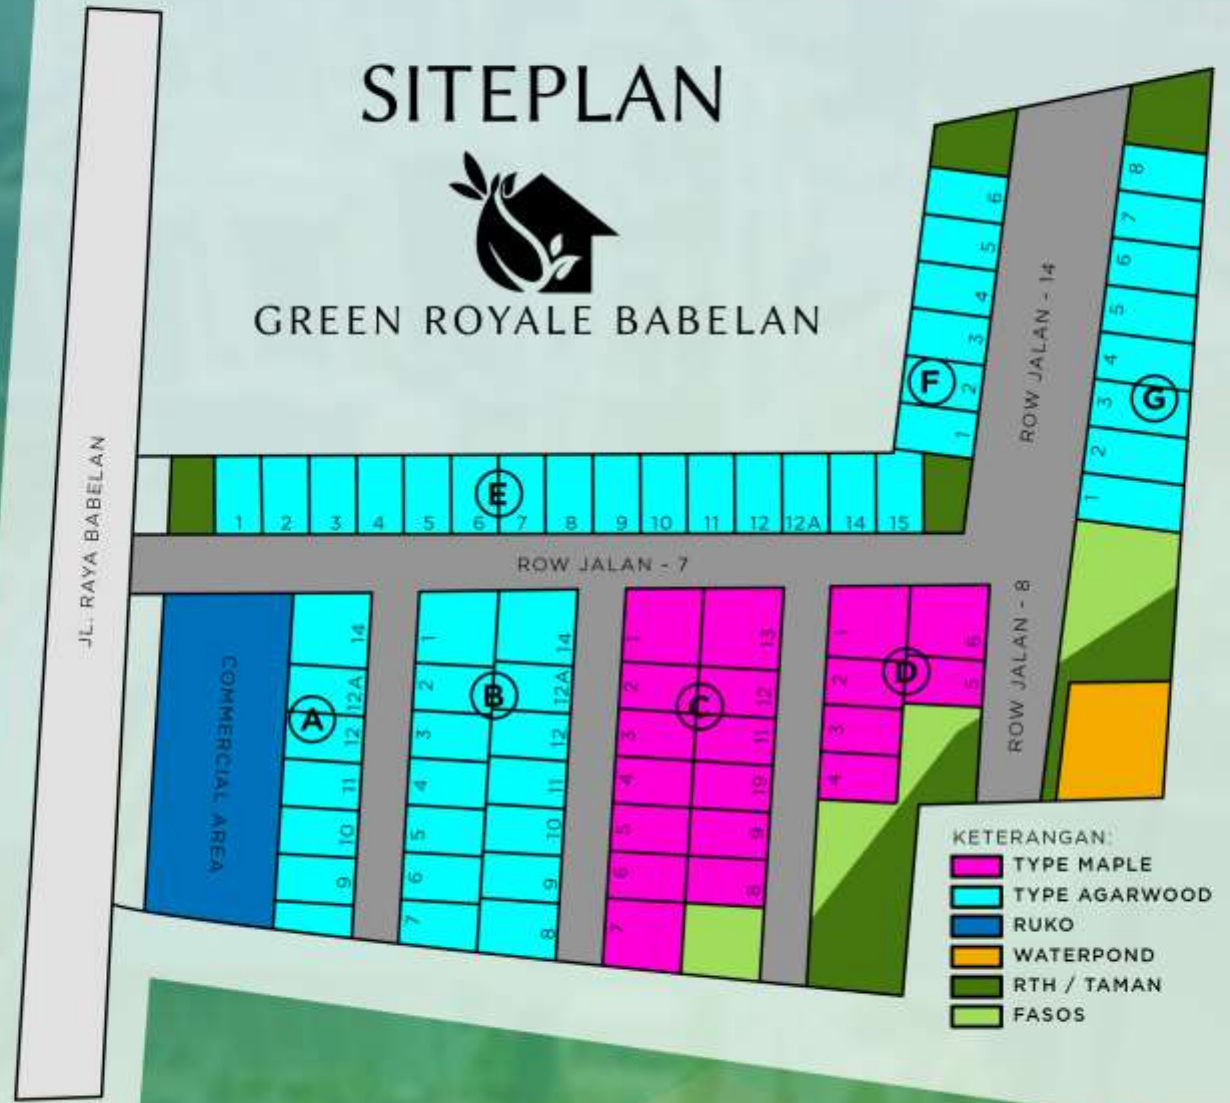 SITEPLAN
GREEN ROYALE BABELAN
JL. RAYA BABELAN
ROW JALAN - 14
ROW JALAN - 7
ROW JALAN - 8
COMMERCIAL AREA
E
1 2 3 4 5 6 7 8 9 10 11 12 12A 14 15
F
6
5
4
3
2
1
G
8
7
6
5
4
3
2
1
A
14
12A
12
11
10
9
B
1
2
3
4
5
6
7
14
12A
12
11
10
9
8
C
1
2
3
4
5
6
7
13
12
11
19
9
8
D
1
2
3
4
6
5
KETERANGAN:
TYPE MAPLE
TYPE AGARWOOD
RUKO
WATERPOND
RTH / TAMAN
FASOS